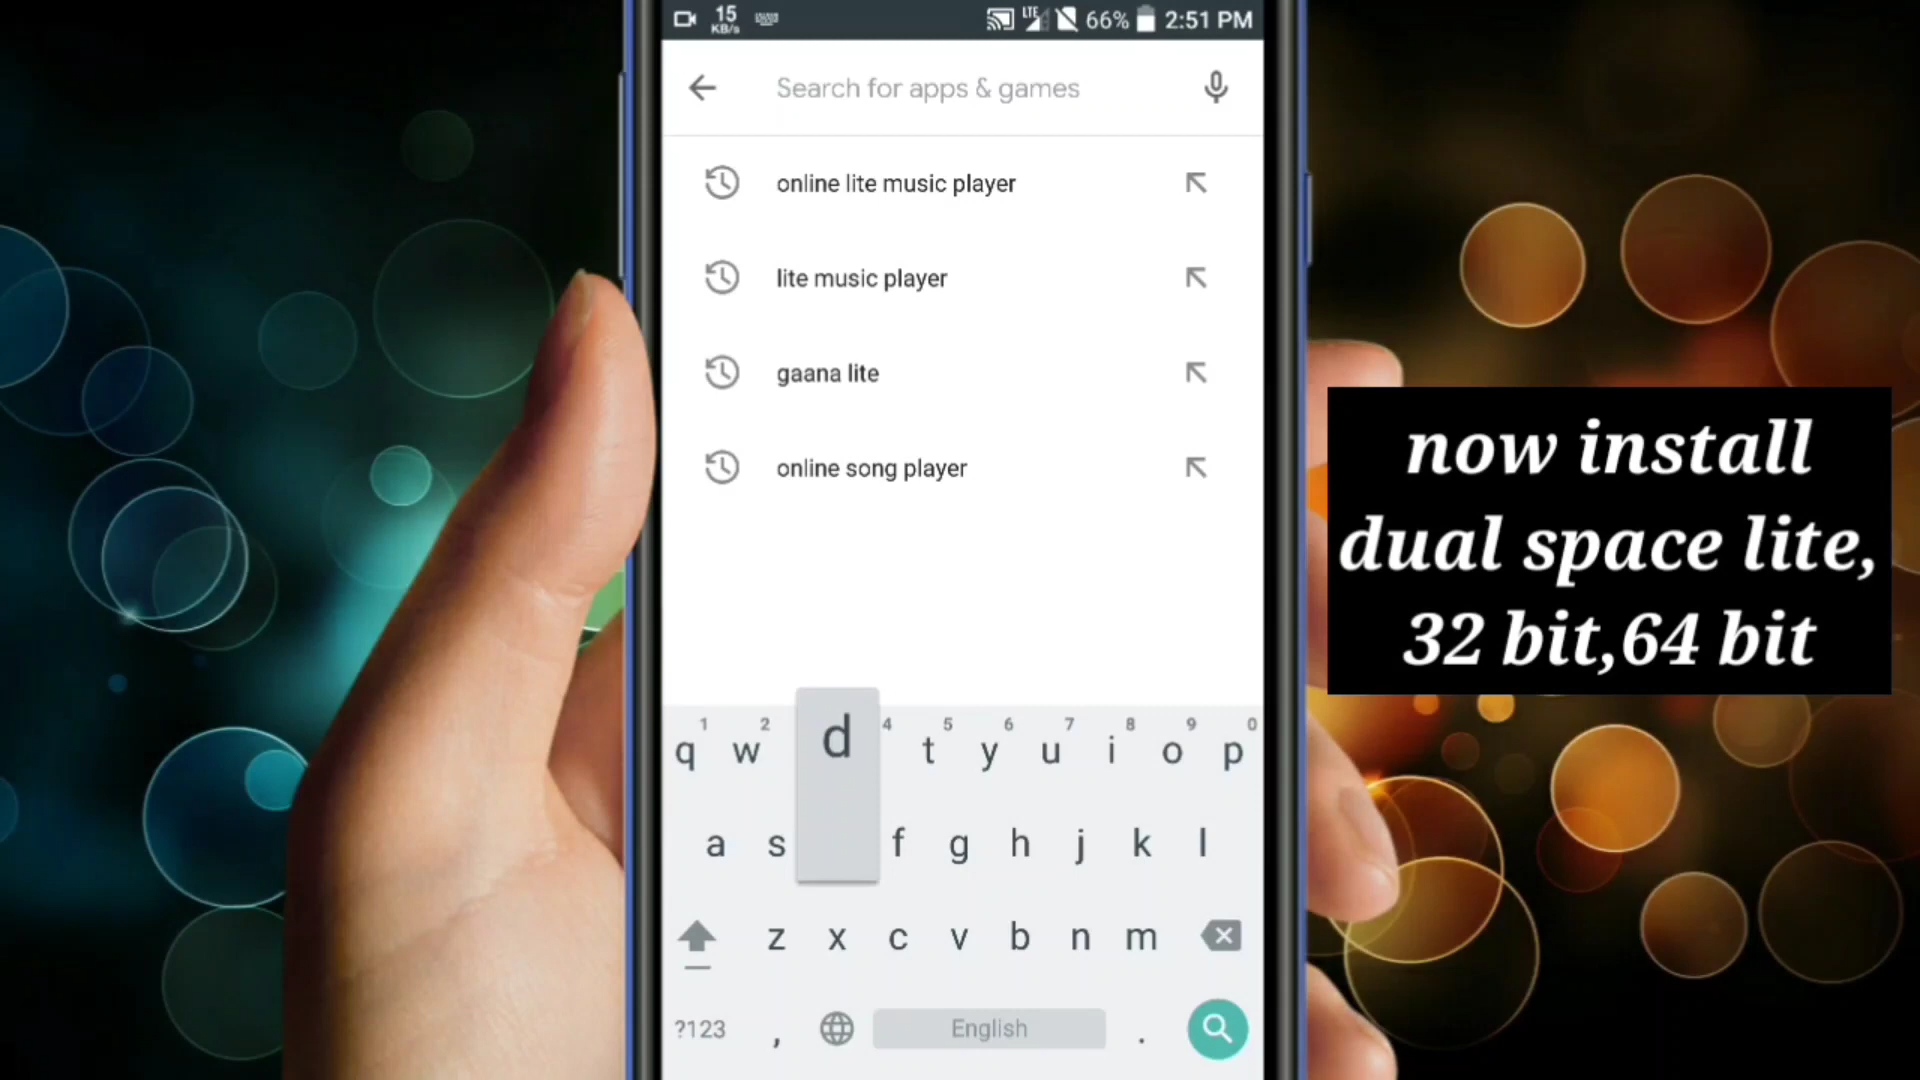 15
KB/s
LTE
66%
2:51 PM
Search for apps & games
online lite music player
lite music player
gaana lite
online song player
now install
dual space lite,
32 bit,64 bit
1 2 4 5 6 7 8 9 0
q w d t y u i o p
a s f g h j k l
z x c v b n m
?123 , English .